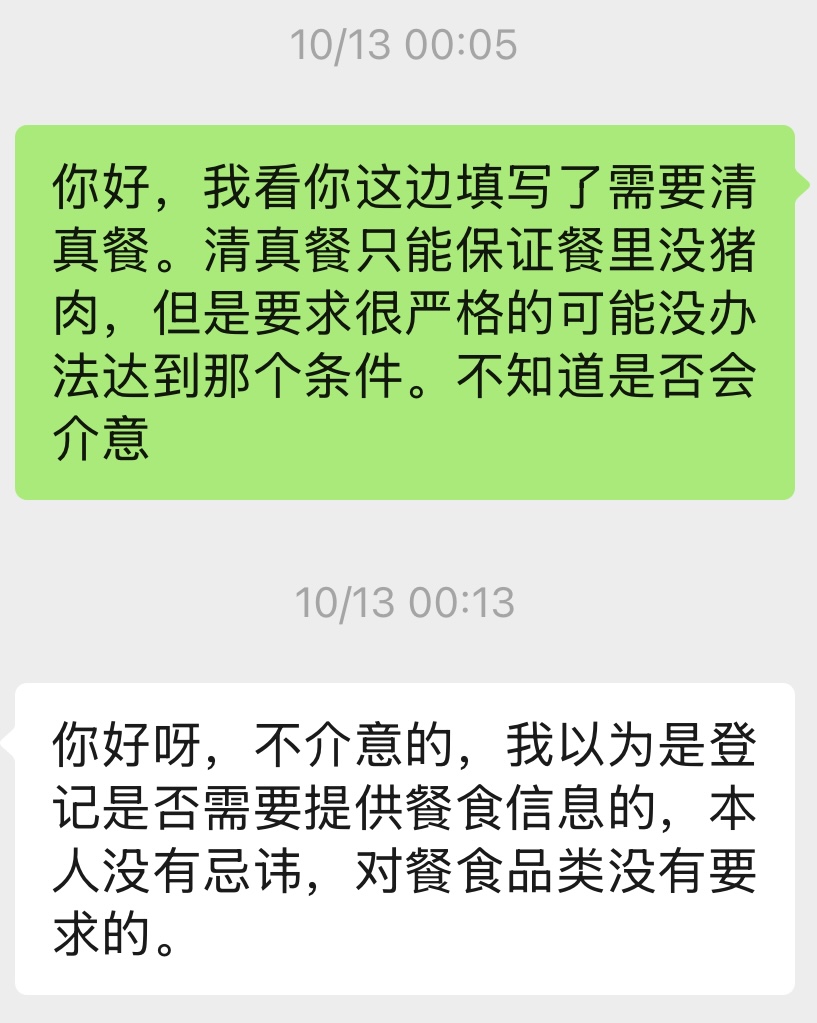 10/13 00:05
你好，我看你这边填写了需要清
真餐。清真餐只能保证餐里没猪
肉，但是要求很严格的可能没办
法达到那个条件。不知道是否会
介意
10/13 00:13
你好呀，不介意的，我以为是登
记是否需要提供餐食信息的，本
人没有忌讳，对餐食品类没有要
求的。